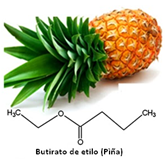 H₃C
CH₃
O
O
Butirato de etilo (Piña)